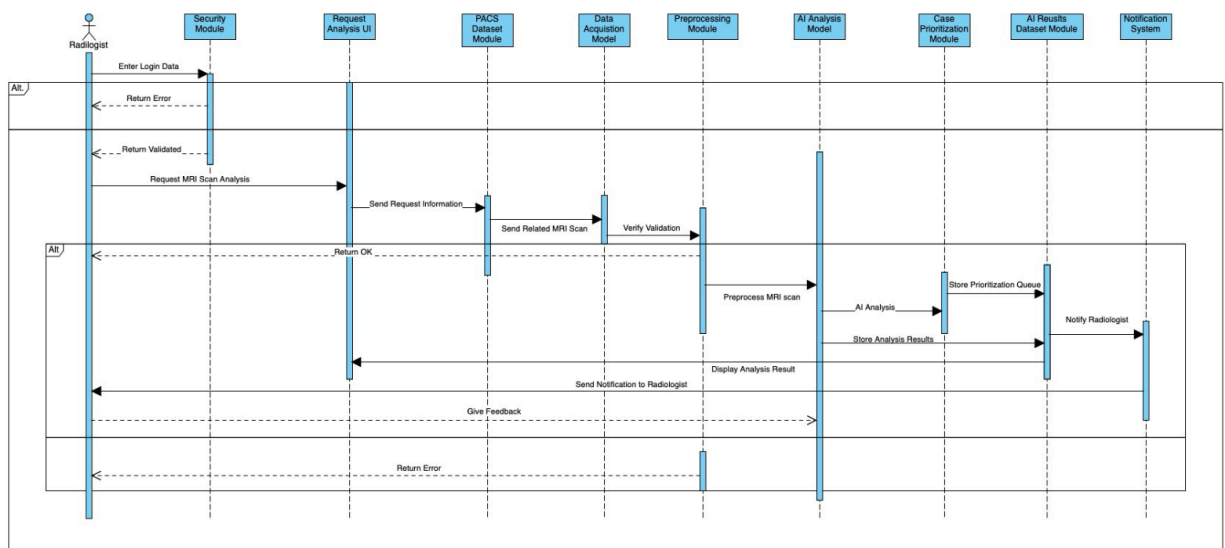 Radilogist
Security
Module
Request
Analysis UI
PACS
Dataset
Module
Data
Acqustion
Model
Preprocessing
Module
AI Analysis
Model
Case
Prioritization
Module
AI Reuslts
Dataset Module
Notification
System
Enter Login Data
Alt.
Return Error
Return Validated
Request MRI Scan Analysis
Send Request Information
Send Related MRI Scan
Verify Validation
Alt
Return OK
Preprocess MRI scan
Store Prioritization Queue
AI Analysis
Notify Radiologist
Store Analysis Results
Display Analysis Result
Send Notification to Radiologist
Give Feedback
Return Error